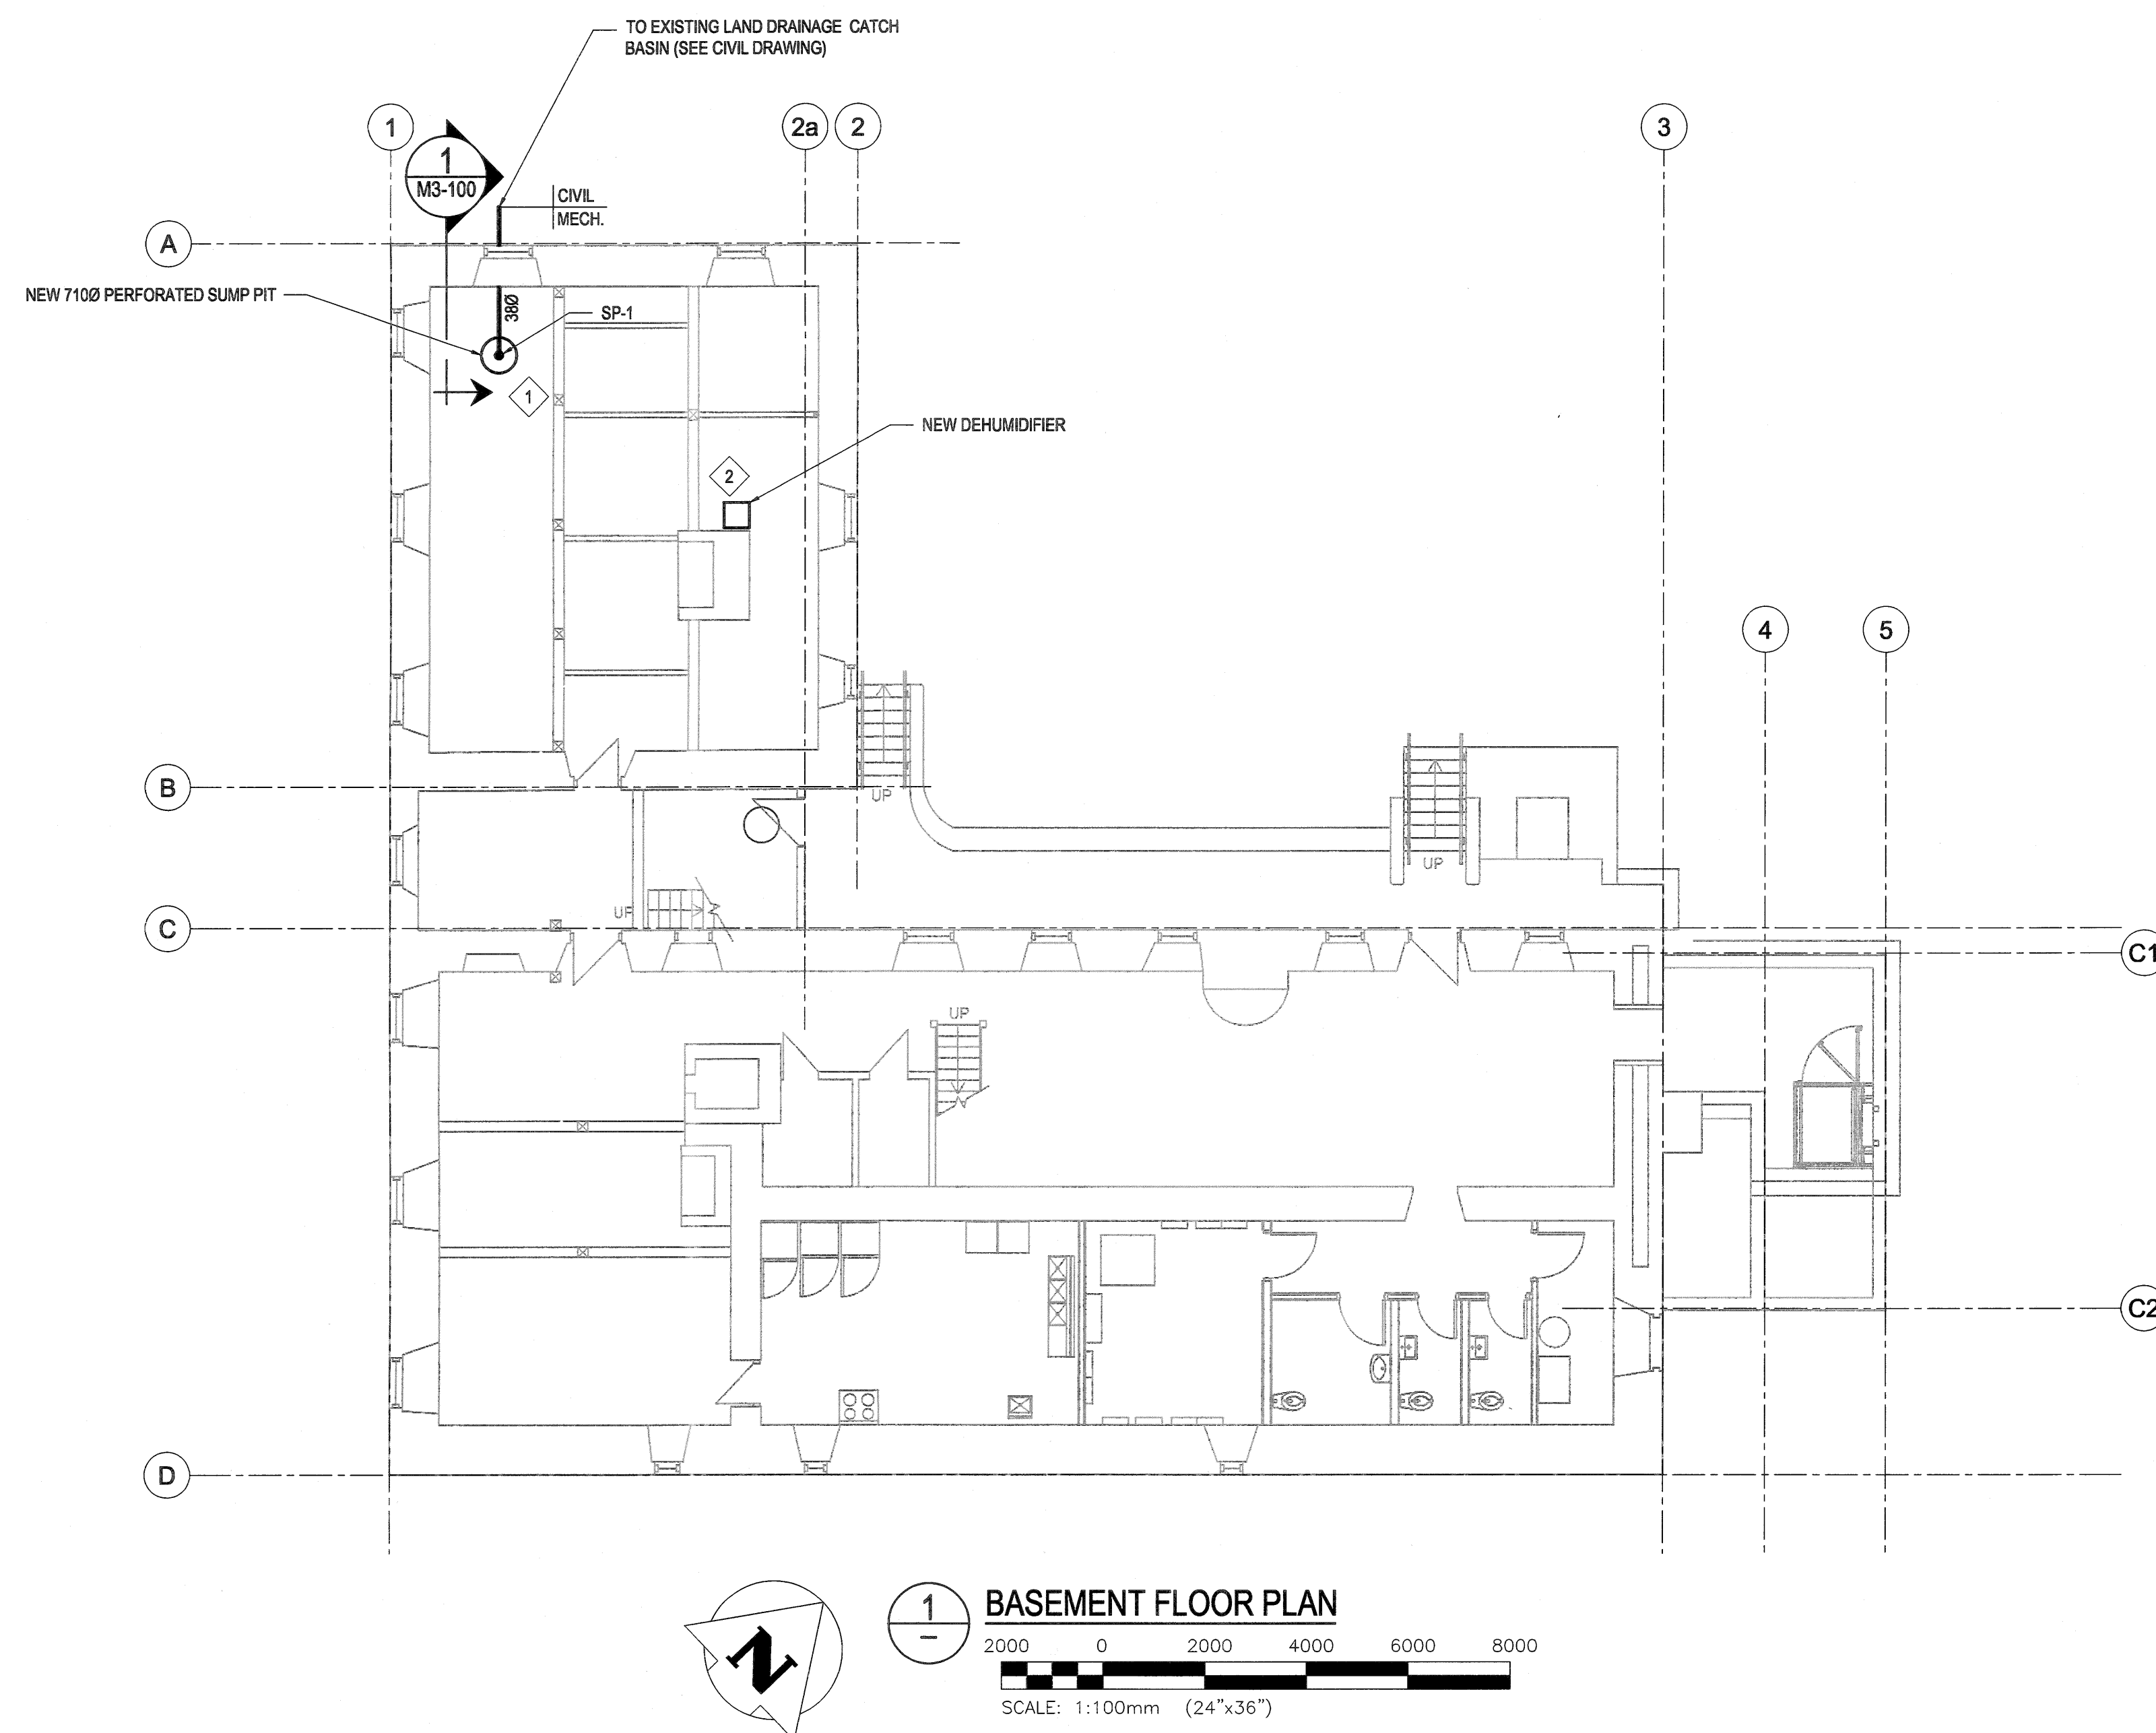 TO EXISTING LAND DRAINAGE CATCH
BASIN (SEE CIVIL DRAWING)
1
2a
2
3
1
M3-100
CIVIL
MECH.
A
NEW 710Ø PERFORATED SUMP PIT
38Ø
SP-1
1
NEW DEHUMIDIFIER
2
4
5
B
UP
UP
UP
C
C1
UP
C2
D
N
1
–
BASEMENT FLOOR PLAN
2000 0 2000 4000 6000 8000
SCALE: 1:100mm (24"x36")